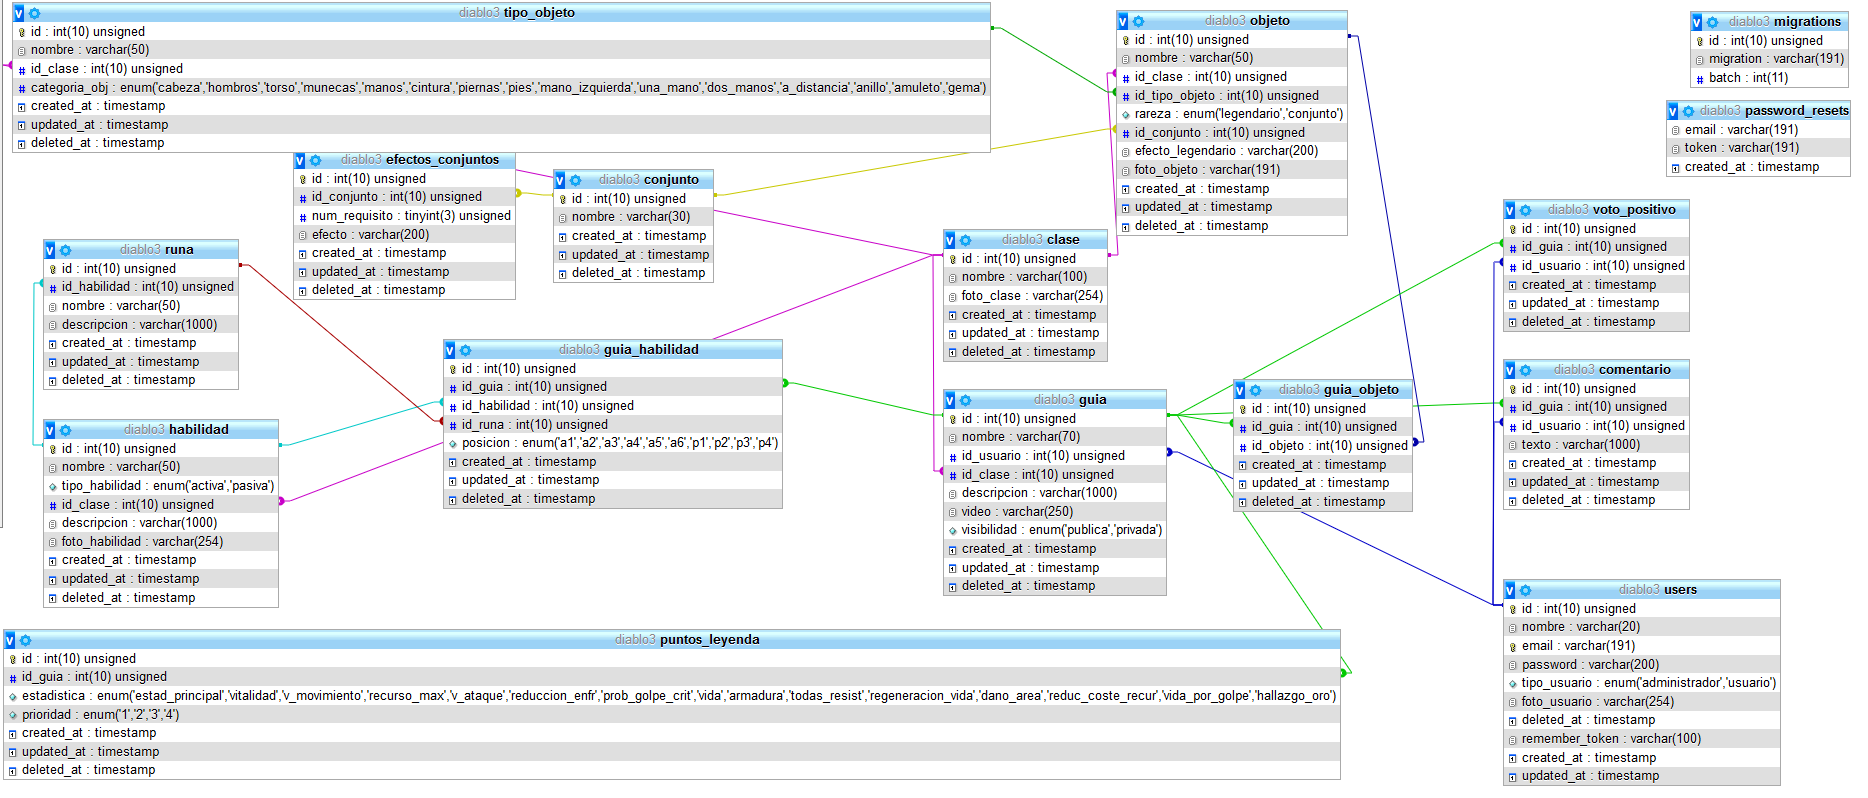 diablo3 tipo_objeto
id : int(10) unsigned
nombre : varchar(50)
id_clase : int(10) unsigned
categoria_obj : enum('cabeza','hombros','torso','munecas','manos','cintura','piernas','pies','mano_izquierda','una_mano','dos_manos','a_distancia','anillo','amuleto','gema')
created_at : timestamp
updated_at : timestamp
deleted_at : timestamp
diablo3 objeto
id : int(10) unsigned
nombre : varchar(50)
id_clase : int(10) unsigned
id_tipo_objeto : int(10) unsigned
rareza : enum('legendario','conjunto')
id_conjunto : int(10) unsigned
efecto_legendario : varchar(200)
foto_objeto : varchar(191)
created_at : timestamp
updated_at : timestamp
deleted_at : timestamp
diablo3 migrations
id : int(10) unsigned
migration : varchar(191)
batch : int(11)
diablo3 password_resets
email : varchar(191)
token : varchar(191)
created_at : timestamp
diablo3 efectos_conjuntos
id : int(10) unsigned
id_conjunto : int(10) unsigned
num_requisito : tinyint(3) unsigned
efecto : varchar(200)
created_at : timestamp
updated_at : timestamp
deleted_at : timestamp
diablo3 conjunto
id : int(10) unsigned
nombre : varchar(30)
created_at : timestamp
updated_at : timestamp
deleted_at : timestamp
diablo3 voto_positivo
id : int(10) unsigned
id_guia : int(10) unsigned
id_usuario : int(10) unsigned
created_at : timestamp
updated_at : timestamp
deleted_at : timestamp
diablo3 runa
id : int(10) unsigned
id_habilidad : int(10) unsigned
nombre : varchar(50)
descripcion : varchar(1000)
created_at : timestamp
updated_at : timestamp
deleted_at : timestamp
diablo3 clase
id : int(10) unsigned
nombre : varchar(100)
foto_clase : varchar(254)
created_at : timestamp
updated_at : timestamp
deleted_at : timestamp
diablo3 guia_habilidad
id : int(10) unsigned
id_guia : int(10) unsigned
id_habilidad : int(10) unsigned
id_runa : int(10) unsigned
posicion : enum('a1','a2','a3','a4','a5','a6','p1','p2','p3','p4')
created_at : timestamp
updated_at : timestamp
deleted_at : timestamp
diablo3 guia
id : int(10) unsigned
nombre : varchar(70)
id_usuario : int(10) unsigned
id_clase : int(10) unsigned
descripcion : varchar(1000)
video : varchar(250)
visibilidad : enum('publica','privada')
created_at : timestamp
updated_at : timestamp
deleted_at : timestamp
diablo3 guia_objeto
id : int(10) unsigned
id_guia : int(10) unsigned
id_objeto : int(10) unsigned
created_at : timestamp
updated_at : timestamp
deleted_at : timestamp
diablo3 comentario
id : int(10) unsigned
id_guia : int(10) unsigned
id_usuario : int(10) unsigned
texto : varchar(1000)
created_at : timestamp
updated_at : timestamp
deleted_at : timestamp
diablo3 habilidad
id : int(10) unsigned
nombre : varchar(50)
tipo_habilidad : enum('activa','pasiva')
id_clase : int(10) unsigned
descripcion : varchar(1000)
foto_habilidad : varchar(254)
created_at : timestamp
updated_at : timestamp
deleted_at : timestamp
diablo3 users
id : int(10) unsigned
nombre : varchar(20)
email : varchar(191)
password : varchar(200)
tipo_usuario : enum('administrador','usuario')
foto_usuario : varchar(254)
deleted_at : timestamp
remember_token : varchar(100)
created_at : timestamp
updated_at : timestamp
diablo3 puntos_leyenda
id : int(10) unsigned
id_guia : int(10) unsigned
estadistica : enum('estad_principal','vitalidad','v_movimiento','recurso_max','v_ataque','reduccion_enfr','prob_golpe_crit','vida','armadura','todas_resist','regeneracion_vida','dano_area','reduc_coste_recur','vida_por_golpe','hallazgo_oro')
prioridad : enum('1','2','3','4')
created_at : timestamp
updated_at : timestamp
deleted_at : timestamp